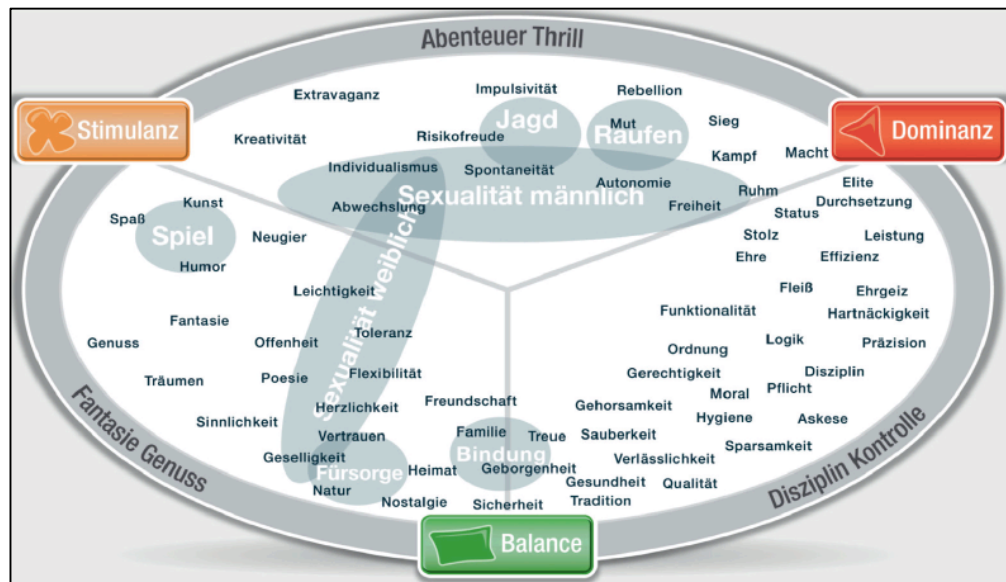 Abenteuer Thrill
Stimulanz
Dominanz
Balance
Fantasie Genuss
Disziplin Kontrolle
Extravaganz
Impulsivität
Rebellion
Kreativität
Risikofreude
Jagd
Mut
Raufen
Sieg
Individualismus
Spontaneität
Kampf
Macht
Sexualität männlich
Autonomie
Ruhm
Abwechslung
Freiheit
Elite
Durchsetzung
Status
Stolz
Leistung
Ehre
Effizienz
Fleiß
Ehrgeiz
Funktionalität
Hartnäckigkeit
Logik
Präzision
Ordnung
Gerechtigkeit
Disziplin
Moral
Pflicht
Gehorsamkeit
Hygiene
Askese
Sauberkeit
Sparsamkeit
Verlässlichkeit
Gesundheit
Qualität
Tradition
Kunst
Spaß
Spiel
Neugier
Humor
Sexualität weiblich
Leichtigkeit
Fantasie
Genuss
Offenheit
Toleranz
Träumen
Poesie
Flexibilität
Sinnlichkeit
Herzlichkeit
Freundschaft
Vertrauen
Familie
Treue
Geselligkeit
Bindung
Fürsorge
Heimat
Geborgenheit
Natur
Nostalgie
Sicherheit